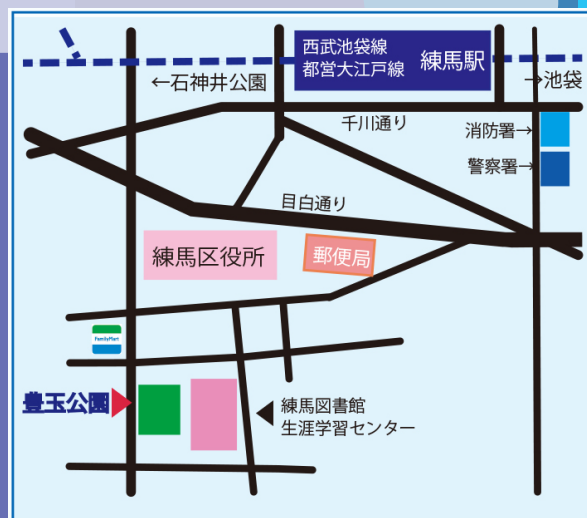 西武池袋線
都営大江戸線
練馬駅
←石神井公園
→池袋
千川通り
消防署→
警察署→
目白通り
練馬区役所
郵便局
FamilyMart
豊玉公園
練馬図書館
生涯学習センター